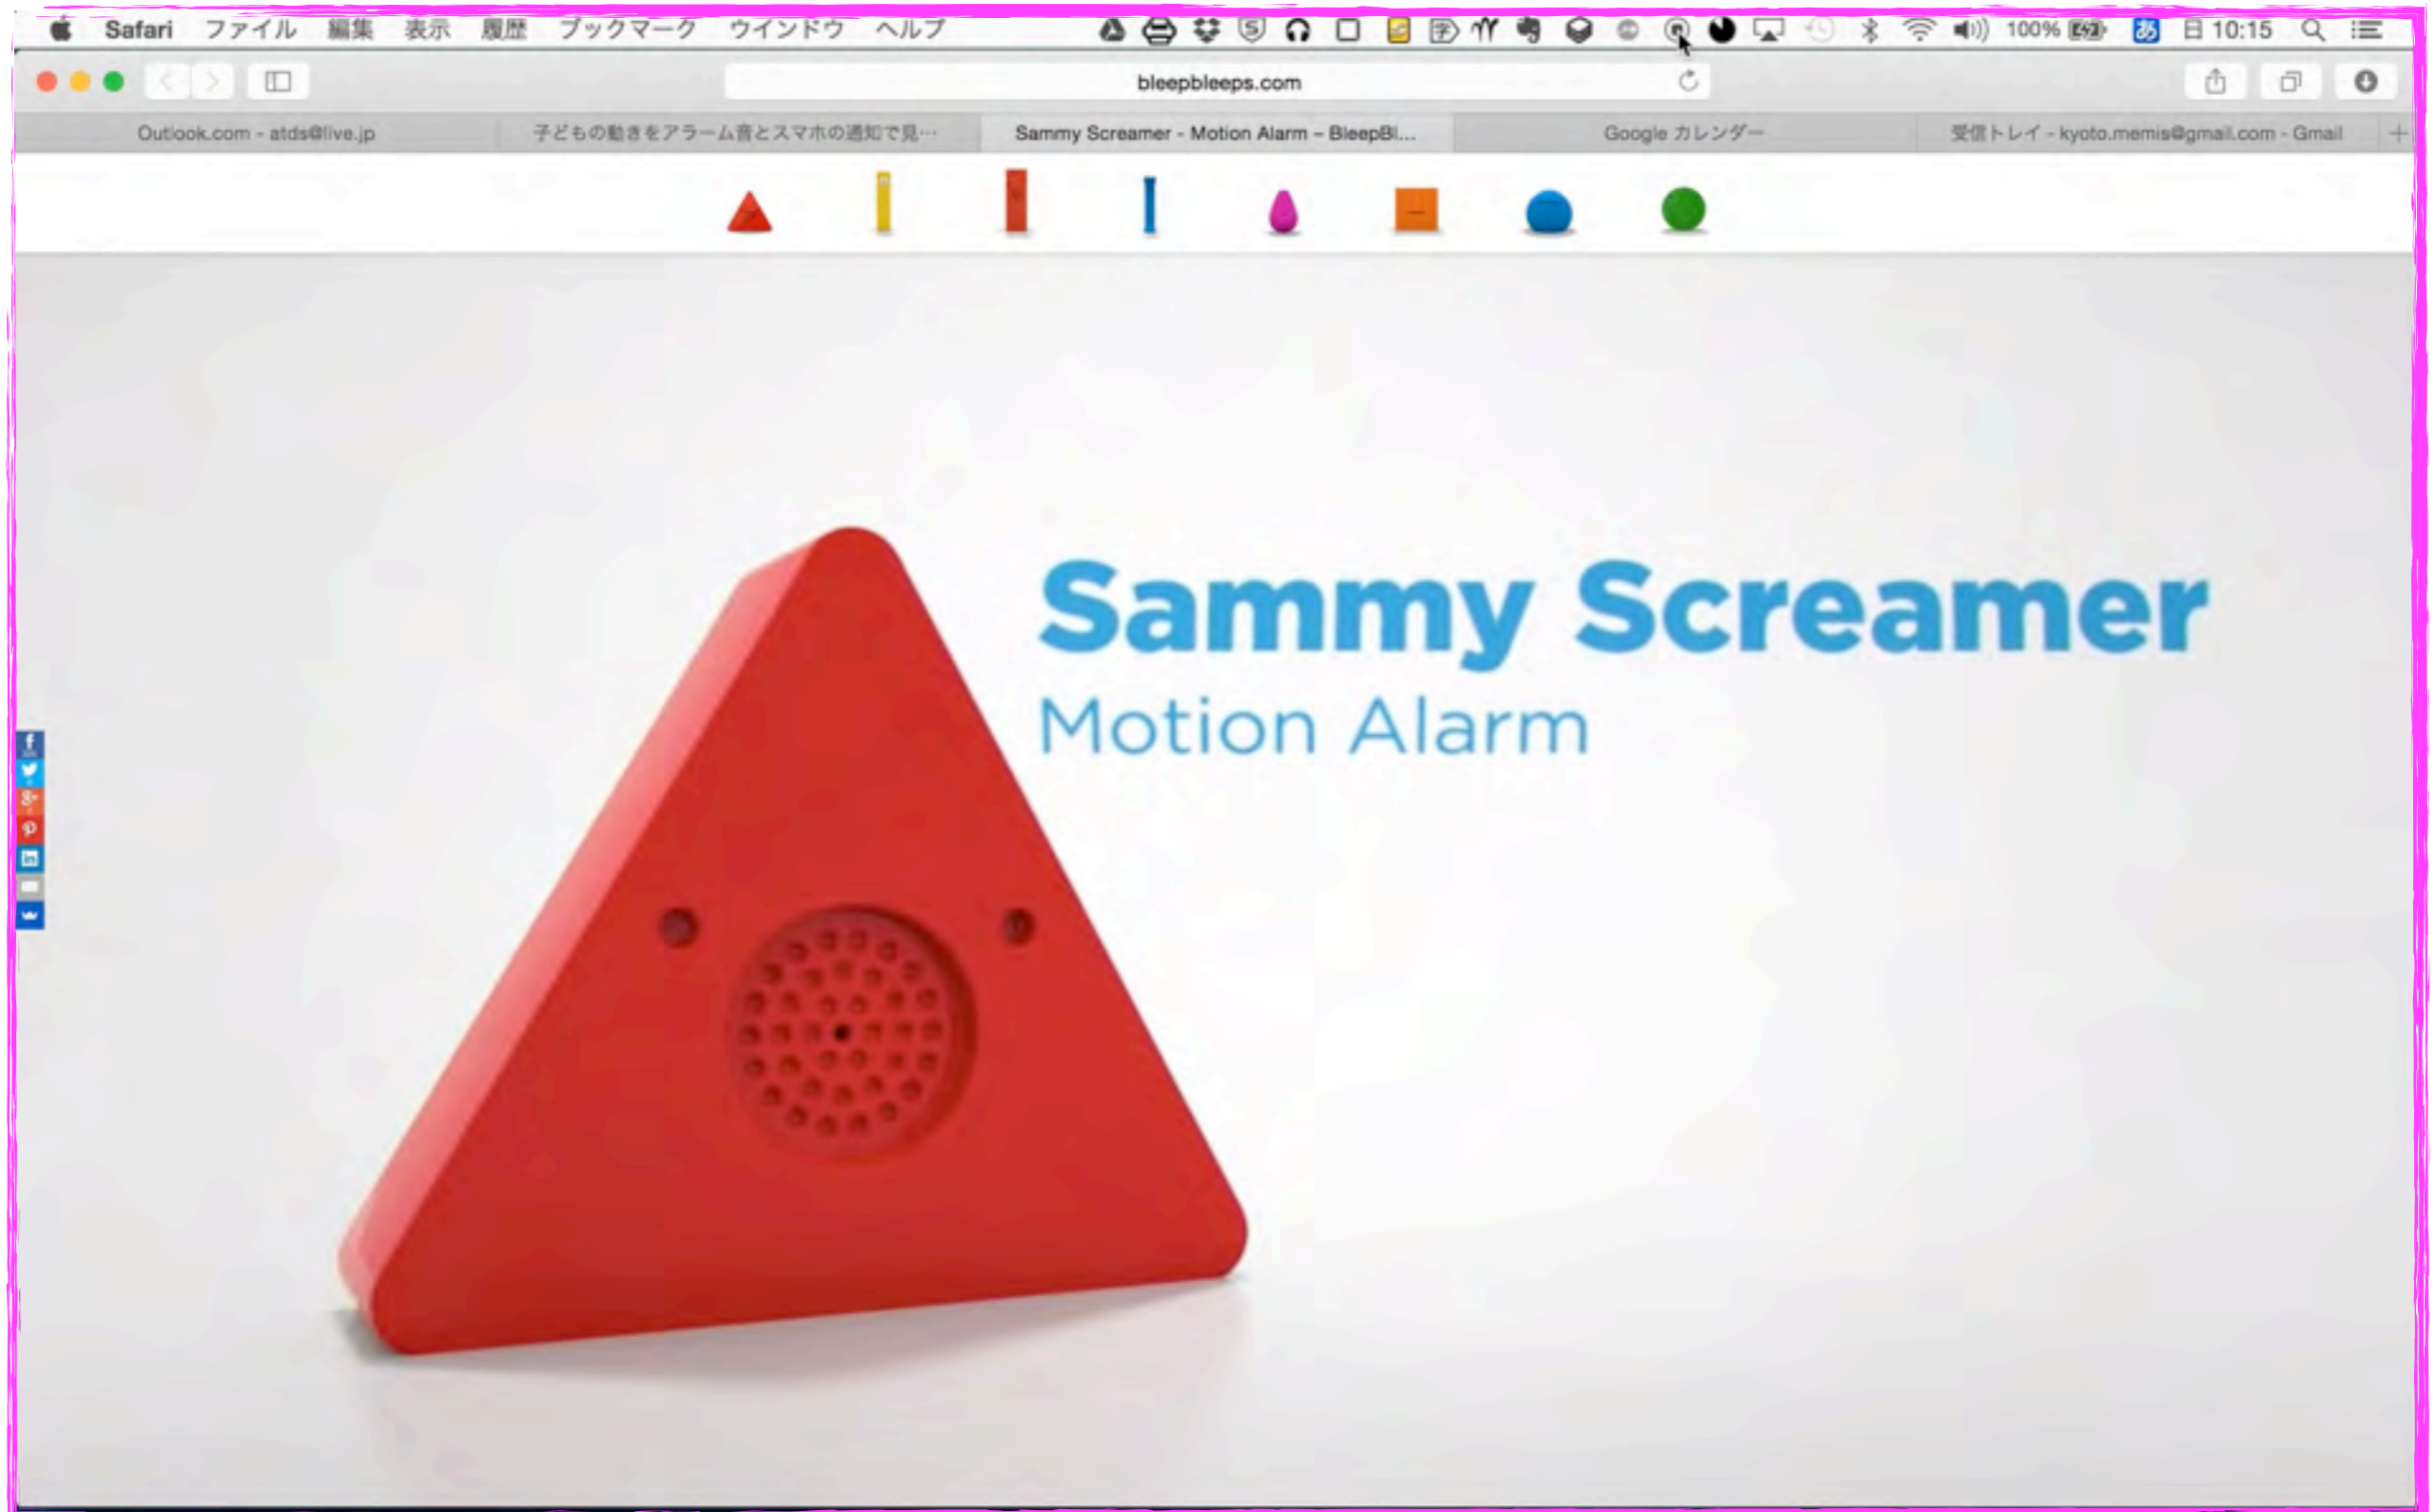 Safari ファイル 編集 表示 履歴 ブックマーク ウインドウ ヘルプ 100% あ 日 10:15
bleepbleeps.com
Outlook.com - atds@live.jp
子どもの動きをアラーム音とスマホの通知で見…
Sammy Screamer - Motion Alarm – BleepBl…
Google カレンダー
受信トレイ - kyoto.memis@gmail.com - Gmail
Sammy Screamer
Motion Alarm